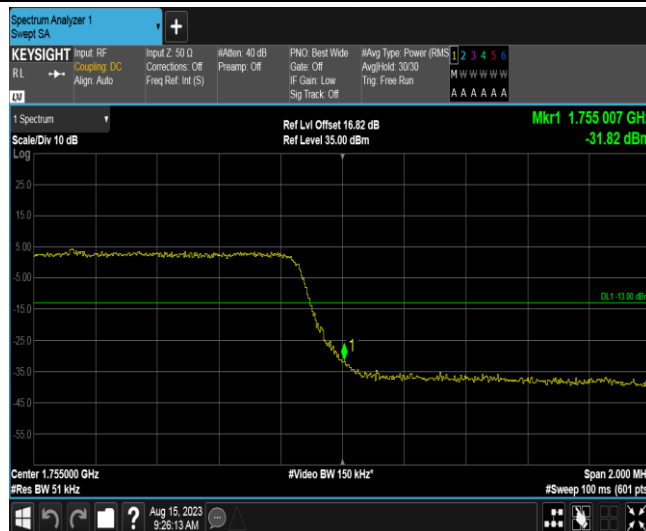 Spectrum Analyzer 1
Swept SA
KEYSIGHT
RL
Input: RF
Coupling: DC
Align: Auto
Input Z: 50 Ω
Corrections: Off
Freq Ref: Int (S)
#Atten: 40 dB
Preamp: Off
PNO: Best Wide
Gate: Off
IF Gain: Low
Sig Track: Off
#Avg Type: Power (RMS
Avg|Hold: 30/30
Trig: Free Run
1 2 3 4 5 6
M W W W W W
A A A A A A
1 Spectrum
Scale/Div 10 dB
Ref Lvl Offset 16.82 dB
Ref Level 35.00 dBm
Mkr1 1.755 007 GHz
-31.82 dBm
Log
25.0
15.0
5.00
-5.00
-15.0
-25.0
-35.0
-45.0
-55.0
DL1 -13.00 dBm
1
Center 1.755000 GHz
#Res BW 51 kHz
#Video BW 150 kHz*
Span 2.000 MH
#Sweep 100 ms (601 pts
Aug 15, 2023
9:26:13 AM